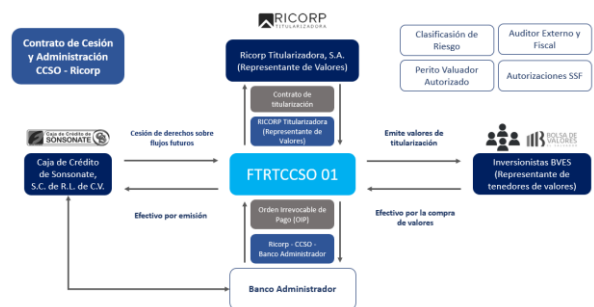 RICORP
TITULARIZADORA
Contrato de Cesión
y Administración
CCSO - Ricorp
Ricorp Titularizadora, S.A.
(Representante de Valores)
Clasificasión de
Riesgo
Auditor Externo y
Fiscal
Perito Valuador
Autorizado
Autorizaciones SSF
Contrato de
titularización
RICORP Titularizadora
(Representante de
Valores)
Caja de Crédito de
SONSONATE
Cesión de derechos sobre
flujos futuros
Emite valores de
titularización
BOLSA DE
VALORES
Caja de Crédito
de Sonsonate,
S.C. de R.L. de C.V.
FTRTCCSO 01
Inversionistas BVES
(Representante de
tenedores de valores)
Efectivo por emisión
Orden Irrevocable de
Pago (OIP)
Efectivo por la compra
de valores
Ricorp - CCSO -
Banco Administrador
Banco Administrador